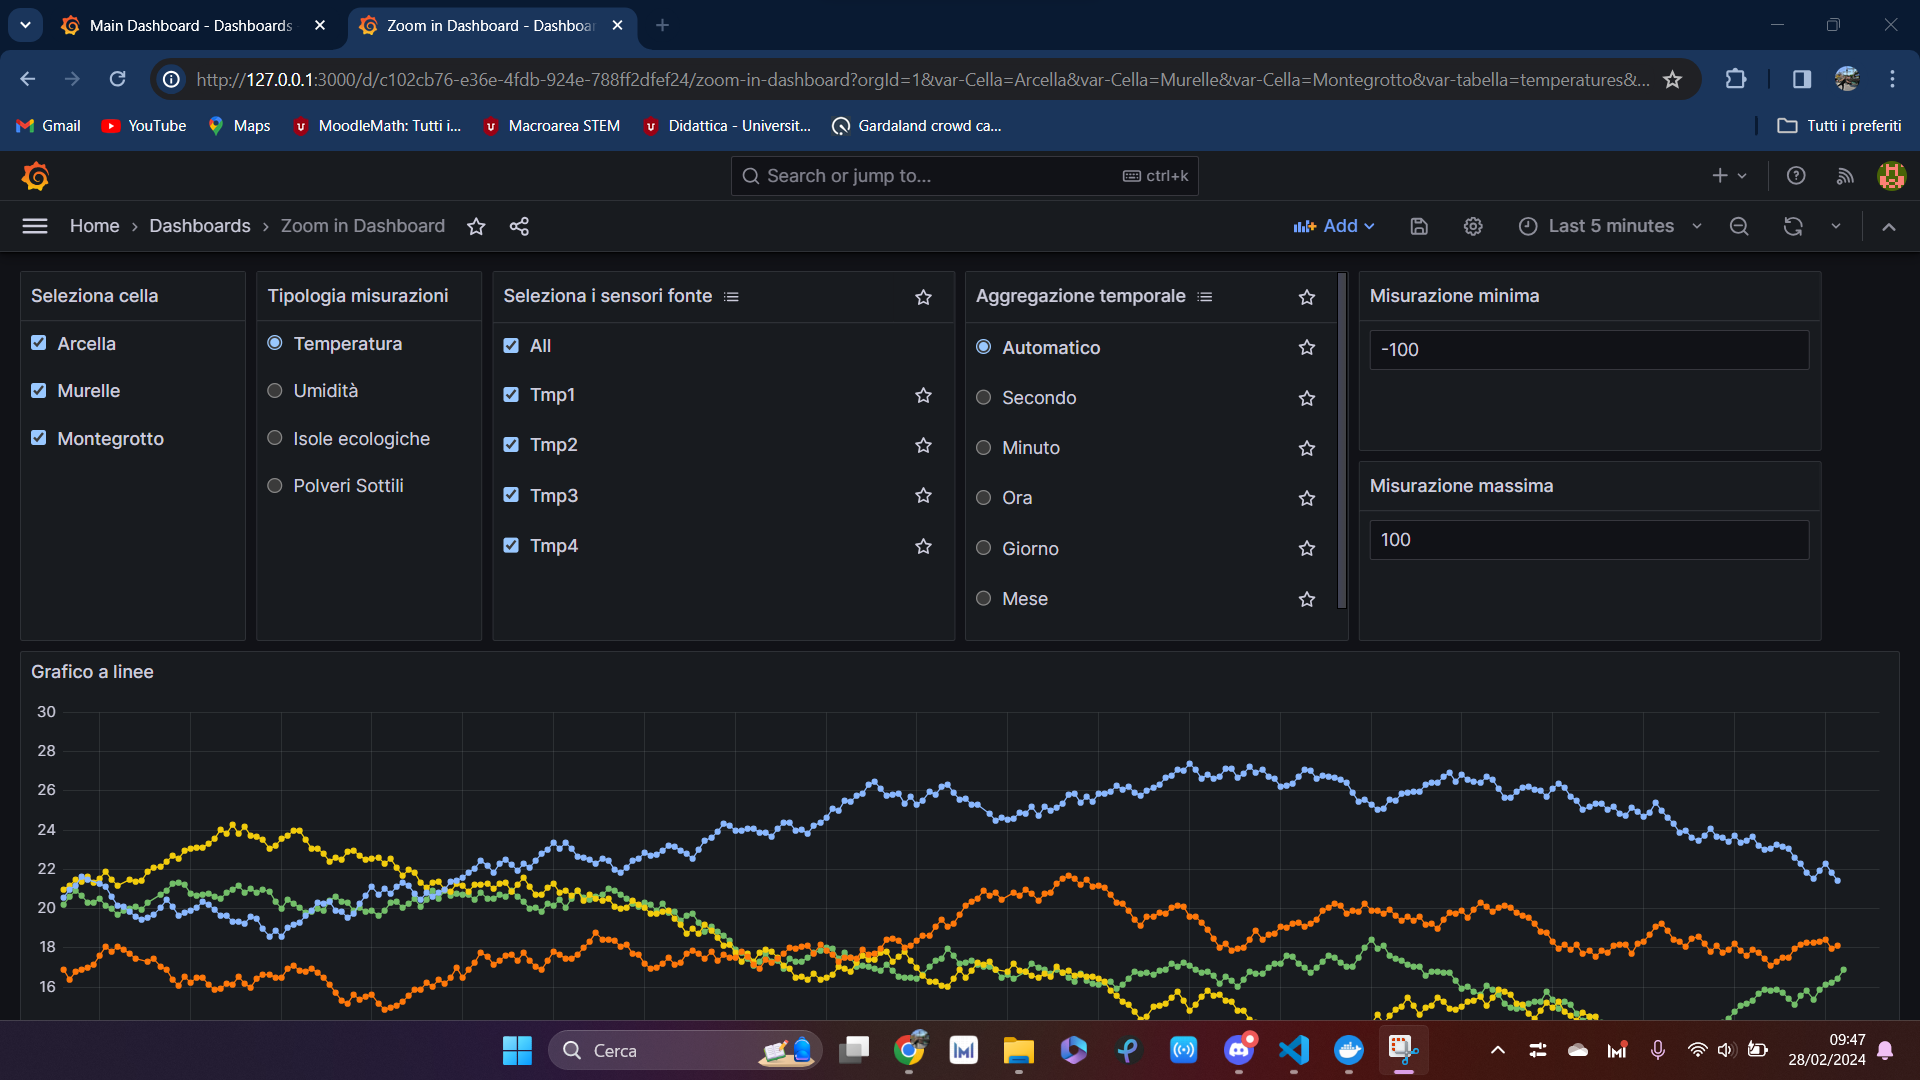 Main Dashboard - Dashboards
Zoom in Dashboard - Dashboar
http://127.0.0.1:3000/d/c102cb76-e36e-4fdb-924e-788ff2dfef24/zoom-in-dashboard?orgId=1&var-Cella=Arcella&var-Cella=Murelle&var-Cella=Montegrotto&var-tabella=temperatures&...
Gmail YouTube Maps MoodleMath: Tutti i... Macroarea STEM Didattica - Universit... Gardaland crowd ca... Tutti i preferiti
Search or jump to... ctrl+k
Home › Dashboards › Zoom in Dashboard Add Last 5 minutes
Seleziona cella
Arcella
Murelle
Montegrotto
Tipologia misurazioni
Temperatura
Umidità
Isole ecologiche
Polveri Sottili
Seleziona i sensori fonte
All
Tmp1
Tmp2
Tmp3
Tmp4
Aggregazione temporale
Automatico
Secondo
Minuto
Ora
Giorno
Mese
Misurazione minima
-100
Misurazione massima
100
Grafico a linee
30
28
26
24
22
20
18
16
Cerca
09:47
28/02/2024